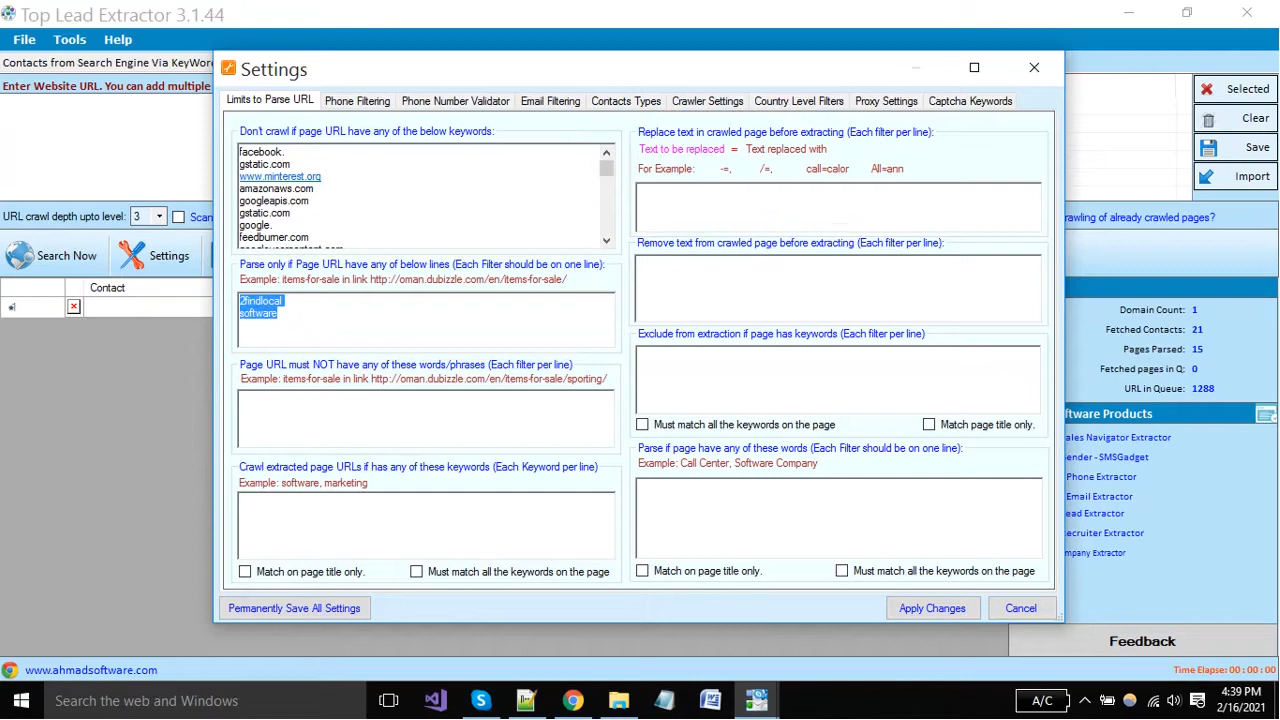 Top Lead Extractor 3.1.44
File Tools Help
Contacts from Search Engine Via KeyWor
Enter Website URL. You can add multiple
URL crawl depth upto level: 3 Scan
Search Now Settings
Contact
Settings
Limits to Parse URL Phone Filtering Phone Number Validator Email Filtering Contacts Types Crawler Settings Country Level Filters Proxy Settings Captcha Keywords
Don't crawl if page URL have any of the below keywords:
facebook.
gstatic.com
www.minterest.org
amazonaws.com
googleapis.com
gstatic.com
google.
feedburner.com
Parse only if Page URL have any of below lines (Each Filter should be on one line):
Example: items-for-sale in link http://oman.dubizzle.com/en/items-for-sale/
2findlocal
software
Page URL must NOT have any of these words/phrases (Each filter per line)
Example: items-for-sale in link http://oman.dubizzle.com/en/items-for-sale/sporting/
Crawl extracted page URLs if has any of these keywords (Each Keyword per line)
Example: software, marketing
Match on page title only. Must match all the keywords on the page
Replace text in crawled page before extracting (Each filter per line):
Text to be replaced = Text replaced with
For Example: -=, /=, call=calor All=ann
Remove text from crawled page before extracting (Each filter per line):
Exclude from extraction if page has keywords (Each filter per line)
Must match all the keywords on the page Match page title only.
Parse if page have any of these words (Each Filter should be on one line):
Example: Call Center, Software Company
Match on page title only. Must match all the keywords on the page
Permanently Save All Settings Apply Changes Cancel
Selected
Clear
Save
Import
rawling of already crawled pages?
Domain Count: 1
Fetched Contacts: 21
Pages Parsed: 15
Fetched pages in Q: 0
URL in Queue: 1288
ftware Products
ales Navigator Extractor
ender - SMSGadget
Phone Extractor
Email Extractor
ead Extractor
ecruiter Extractor
mpany Extractor
Feedback
www.ahmadsoftware.com Time Elapse: 00 : 00 : 00
Search the web and Windows
A/C
4:39 PM
2/16/2021